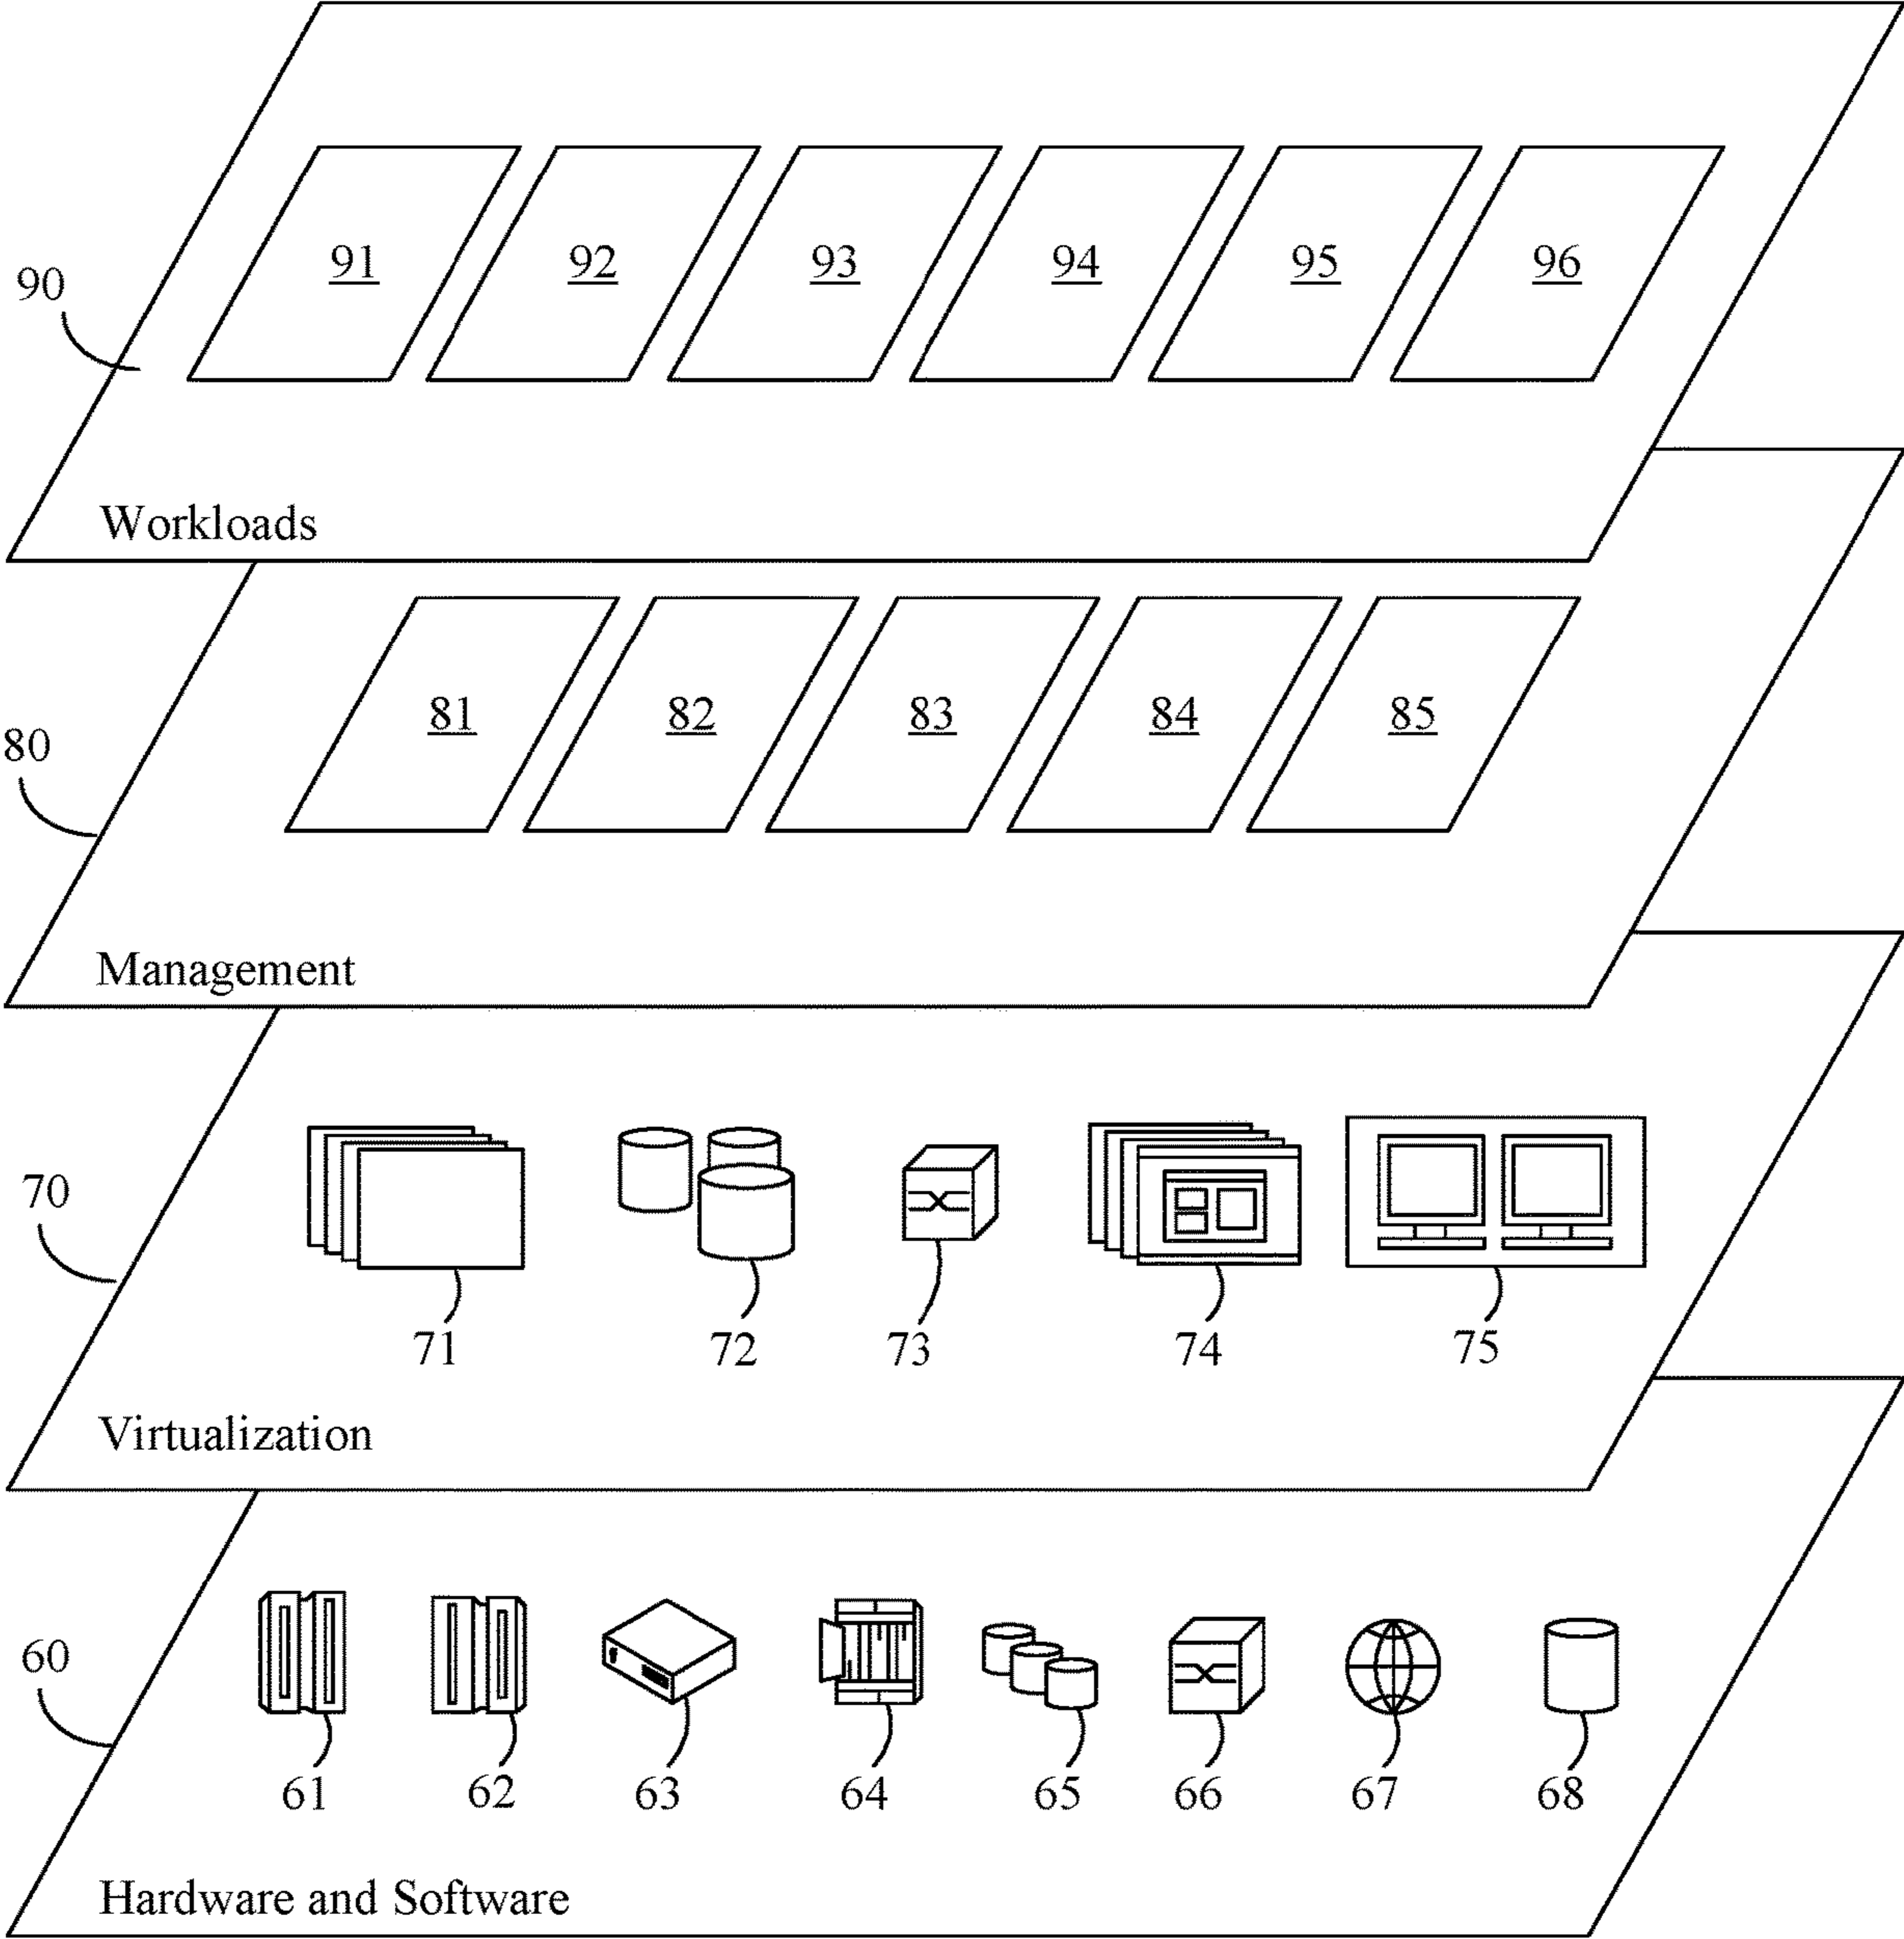 91 92 93 94 95 96
90
Workloads
81 82 83 84 85
80
Management
70
71 72 73 74 75
Virtualization
60
61 62 63 64 65 66 67 68
Hardware and Software